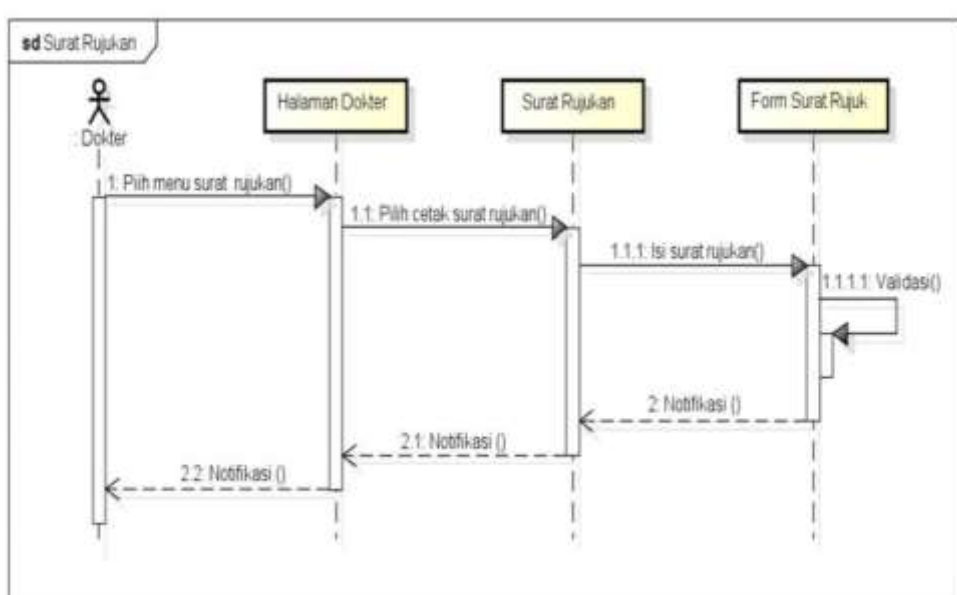 sd Surat Rujukan
: Dokter
Halaman Dokter
Surat Rujukan
Form Surat Rujuk
1: Piih menu surat rujukan()
1.1: Pilih cetak surat rujukan()
1.1.1: Isi surat rujukan()
1.1.1.1: Validasi()
2: Notifikasi ()
2.1: Notifikasi ()
2.2: Notifikasi ()